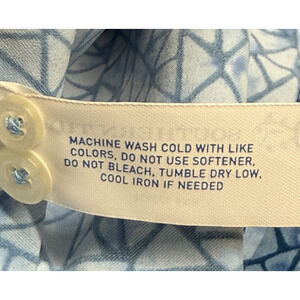 MACHINE WASH COLD WITH LIKE
COLORS, DO NOT USE SOFTENER,
DO NOT BLEACH, TUMBLE DRY LOW,
COOL IRON IF NEEDED